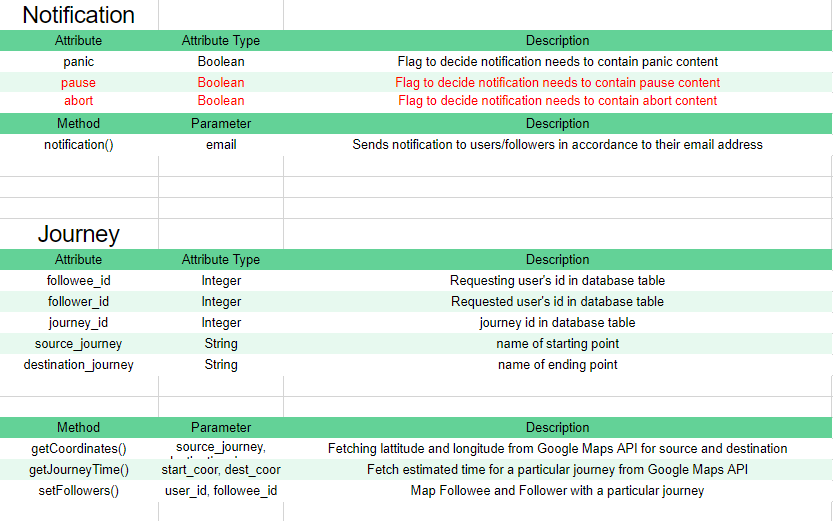 Notification
Attribute Attribute Type Description
panic Boolean Flag to decide notification needs to contain panic content
pause Boolean Flag to decide notification needs to contain pause content
abort Boolean Flag to decide notification needs to contain abort content
Method Parameter Description
notification() email Sends notification to users/followers in accordance to their email address
Journey
Attribute Attribute Type Description
followee_id Integer Requesting user's id in database table
follower_id Integer Requested user's id in database table
journey_id Integer journey id in database table
source_journey String name of starting point
destination_journey String name of ending point
Method Parameter Description
getCoordinates() source_journey, Fetching lattitude and longitude from Google Maps API for source and destination
getJourneyTime() start_coor, dest_coor Fetch estimated time for a particular journey from Google Maps API
setFollowers() user_id, followee_id Map Followee and Follower with a particular journey